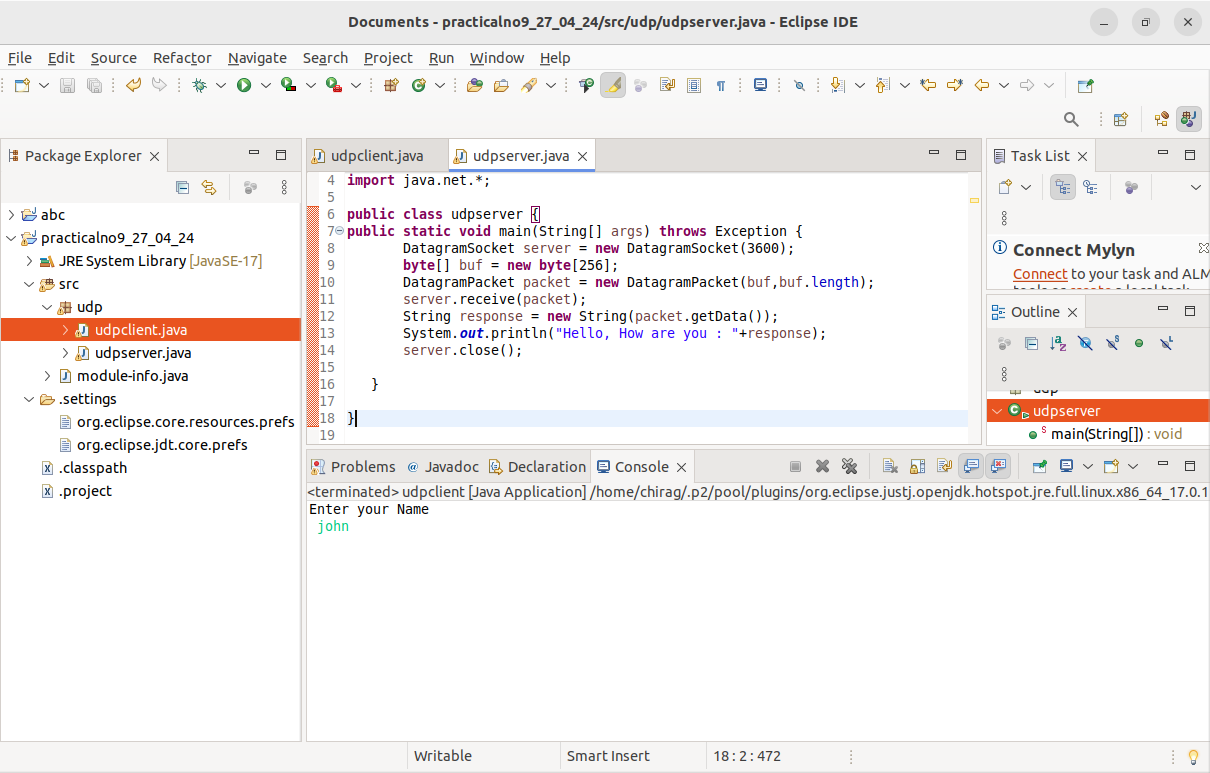 Documents - practicalno9_27_04_24/src/udp/udpserver.java - Eclipse IDE
File Edit Source Refactor Navigate Search Project Run Window Help
Package Explorer
abc
practicalno9_27_04_24
JRE System Library [JavaSE-17]
src
udp
udpclient.java
udpserver.java
module-info.java
.settings
org.eclipse.core.resources.prefs
org.eclipse.jdt.core.prefs
.classpath
.project
udpclient.java udpserver.java
4 import java.net.*;
5
6 public class udpserver {
7 public static void main(String[] args) throws Exception {
8 DatagramSocket server = new DatagramSocket(3600);
9 byte[] buf = new byte[256];
10 DatagramPacket packet = new DatagramPacket(buf,buf.length);
11 server.receive(packet);
12 String response = new String(packet.getData());
13 System.out.println("Hello, How are you : "+response);
14 server.close();
15
16 }
17
18 }
19
Task List
Connect Mylyn
Connect to your task and ALM
Outline
udp
udpserver
main(String[]) : void
Problems @ Javadoc Declaration Console
<terminated> udpclient [Java Application] /home/chirag/.p2/pool/plugins/org.eclipse.justj.openjdk.hotspot.jre.full.linux.x86_64_17.0.1
Enter your Name
john
Writable Smart Insert 18 : 2 : 472